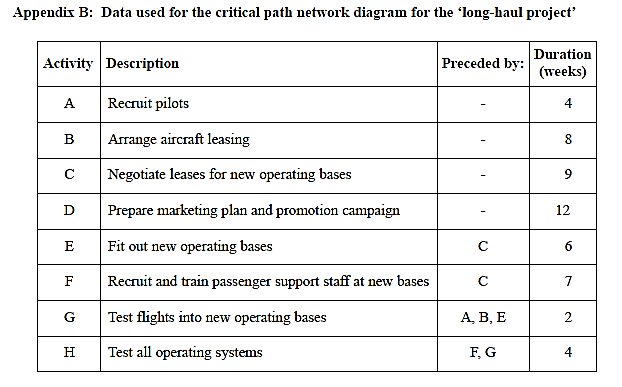 Appendix B: Data used for the critical path network diagram for the ‘long-haul project’
Activity Description Preceded by: Duration (weeks)
A Recruit pilots - 4
B Arrange aircraft leasing - 8
C Negotiate leases for new operating bases - 9
D Prepare marketing plan and promotion campaign - 12
E Fit out new operating bases C 6
F Recruit and train passenger support staff at new bases C 7
G Test flights into new operating bases A, B, E 2
H Test all operating systems F, G 4